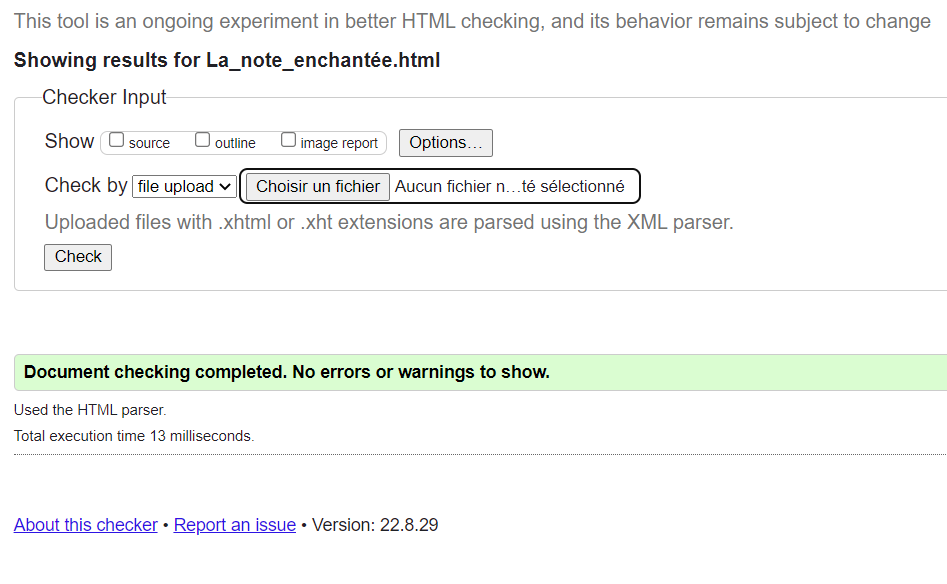 This tool is an ongoing experiment in better HTML checking, and its behavior remains subject to change
Showing results for La_note_enchantée.html
Checker Input
Show source outline image report Options…
Check by file upload Choisir un fichier Aucun fichier n…té sélectionné
Uploaded files with .xhtml or .xht extensions are parsed using the XML parser.
Check
Document checking completed. No errors or warnings to show.
Used the HTML parser.
Total execution time 13 milliseconds.
About this checker • Report an issue • Version: 22.8.29